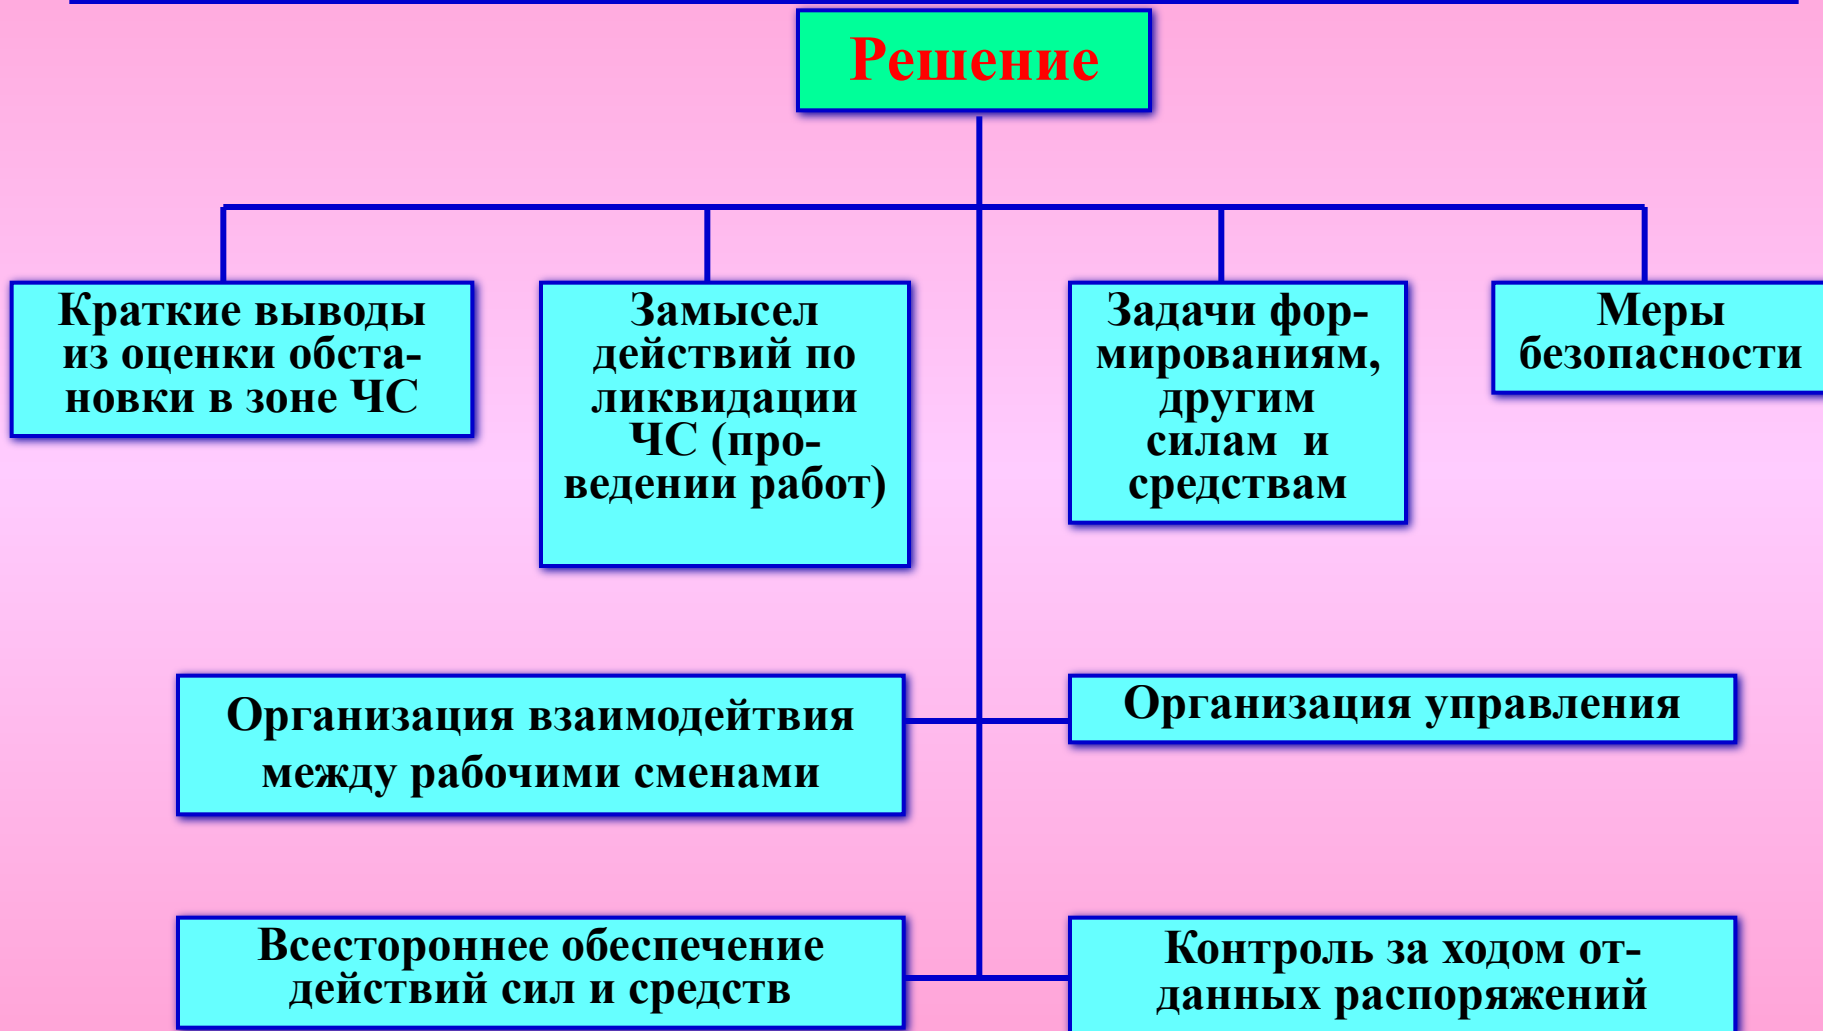 Решение
Краткие выводы
из оценки обста-
новки в зоне ЧС
Замысел
действий по
ликвидации
ЧС (про-
ведении работ)
Задачи фор-
мированиям,
другим
силам и
средствам
Меры
безопасности
Организация взаимодейтвия
между рабочими сменами
Организация управления
Всестороннее обеспечение
действий сил и средств
Контроль за ходом от-
данных распоряжений